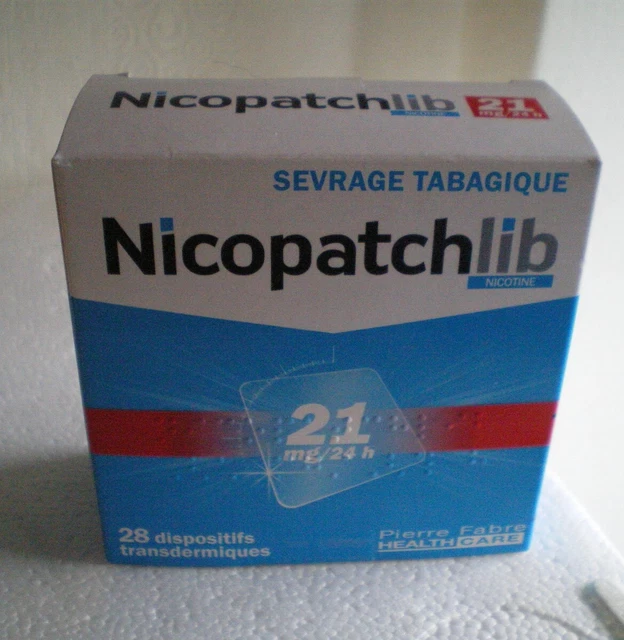 Nicopatchlib 21
NICOTINE mg/24 h
SEVRAGE TABAGIQUE
Nicopatchlib
NICOTINE
21
mg/24 h
28 dispositifs
transdermiques
Pierre Fabre
HEALTH CARE